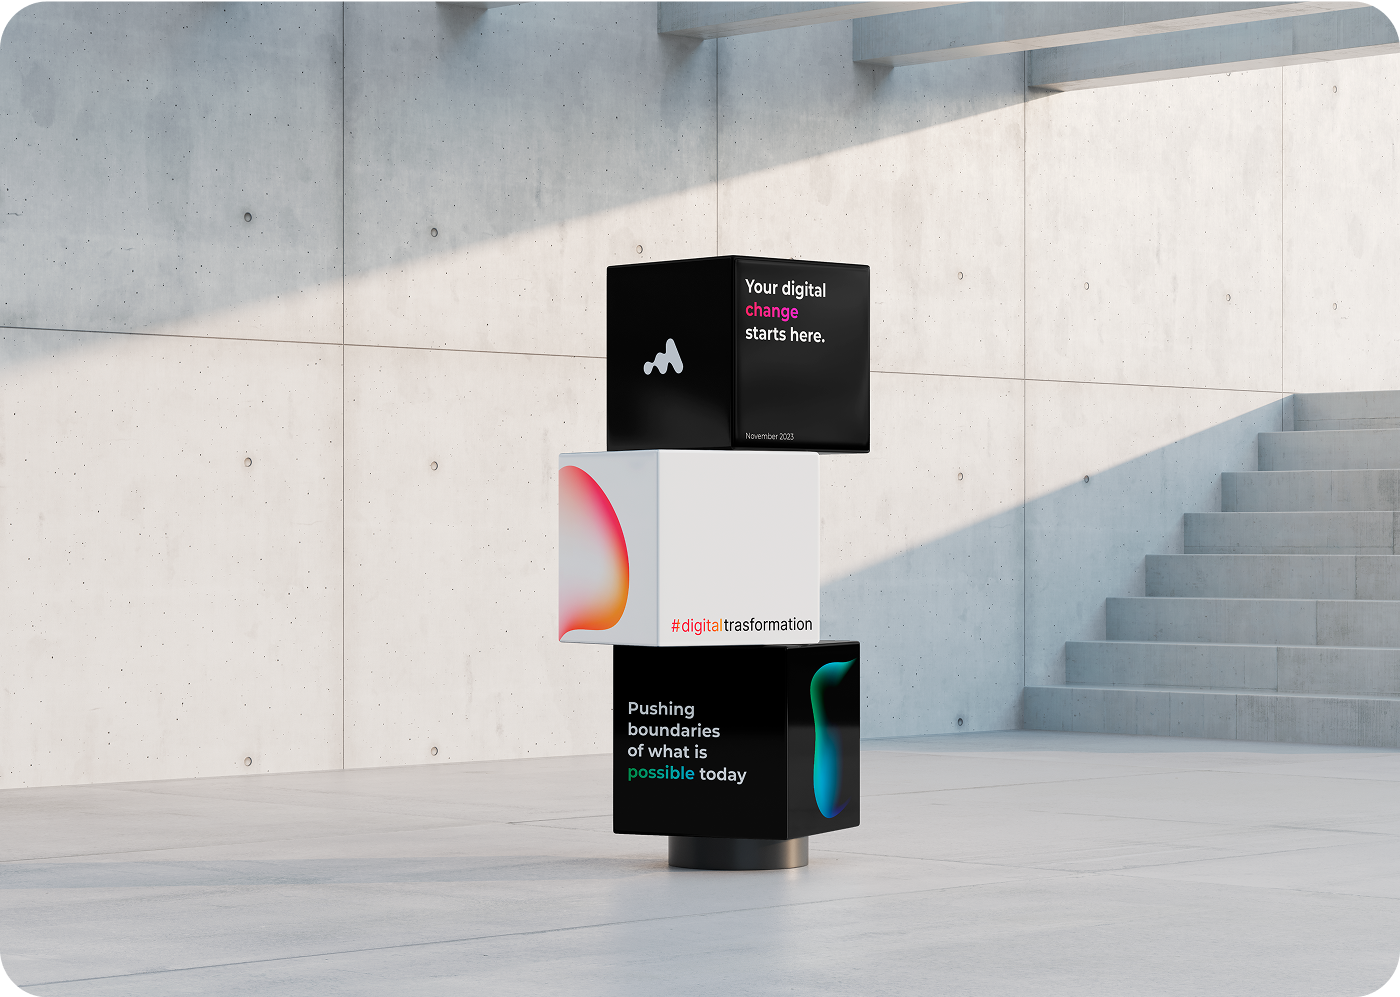 Your digital
change
starts here.
November 2023
#digitaltrasformation
Pushing
boundaries
of what is
possible today